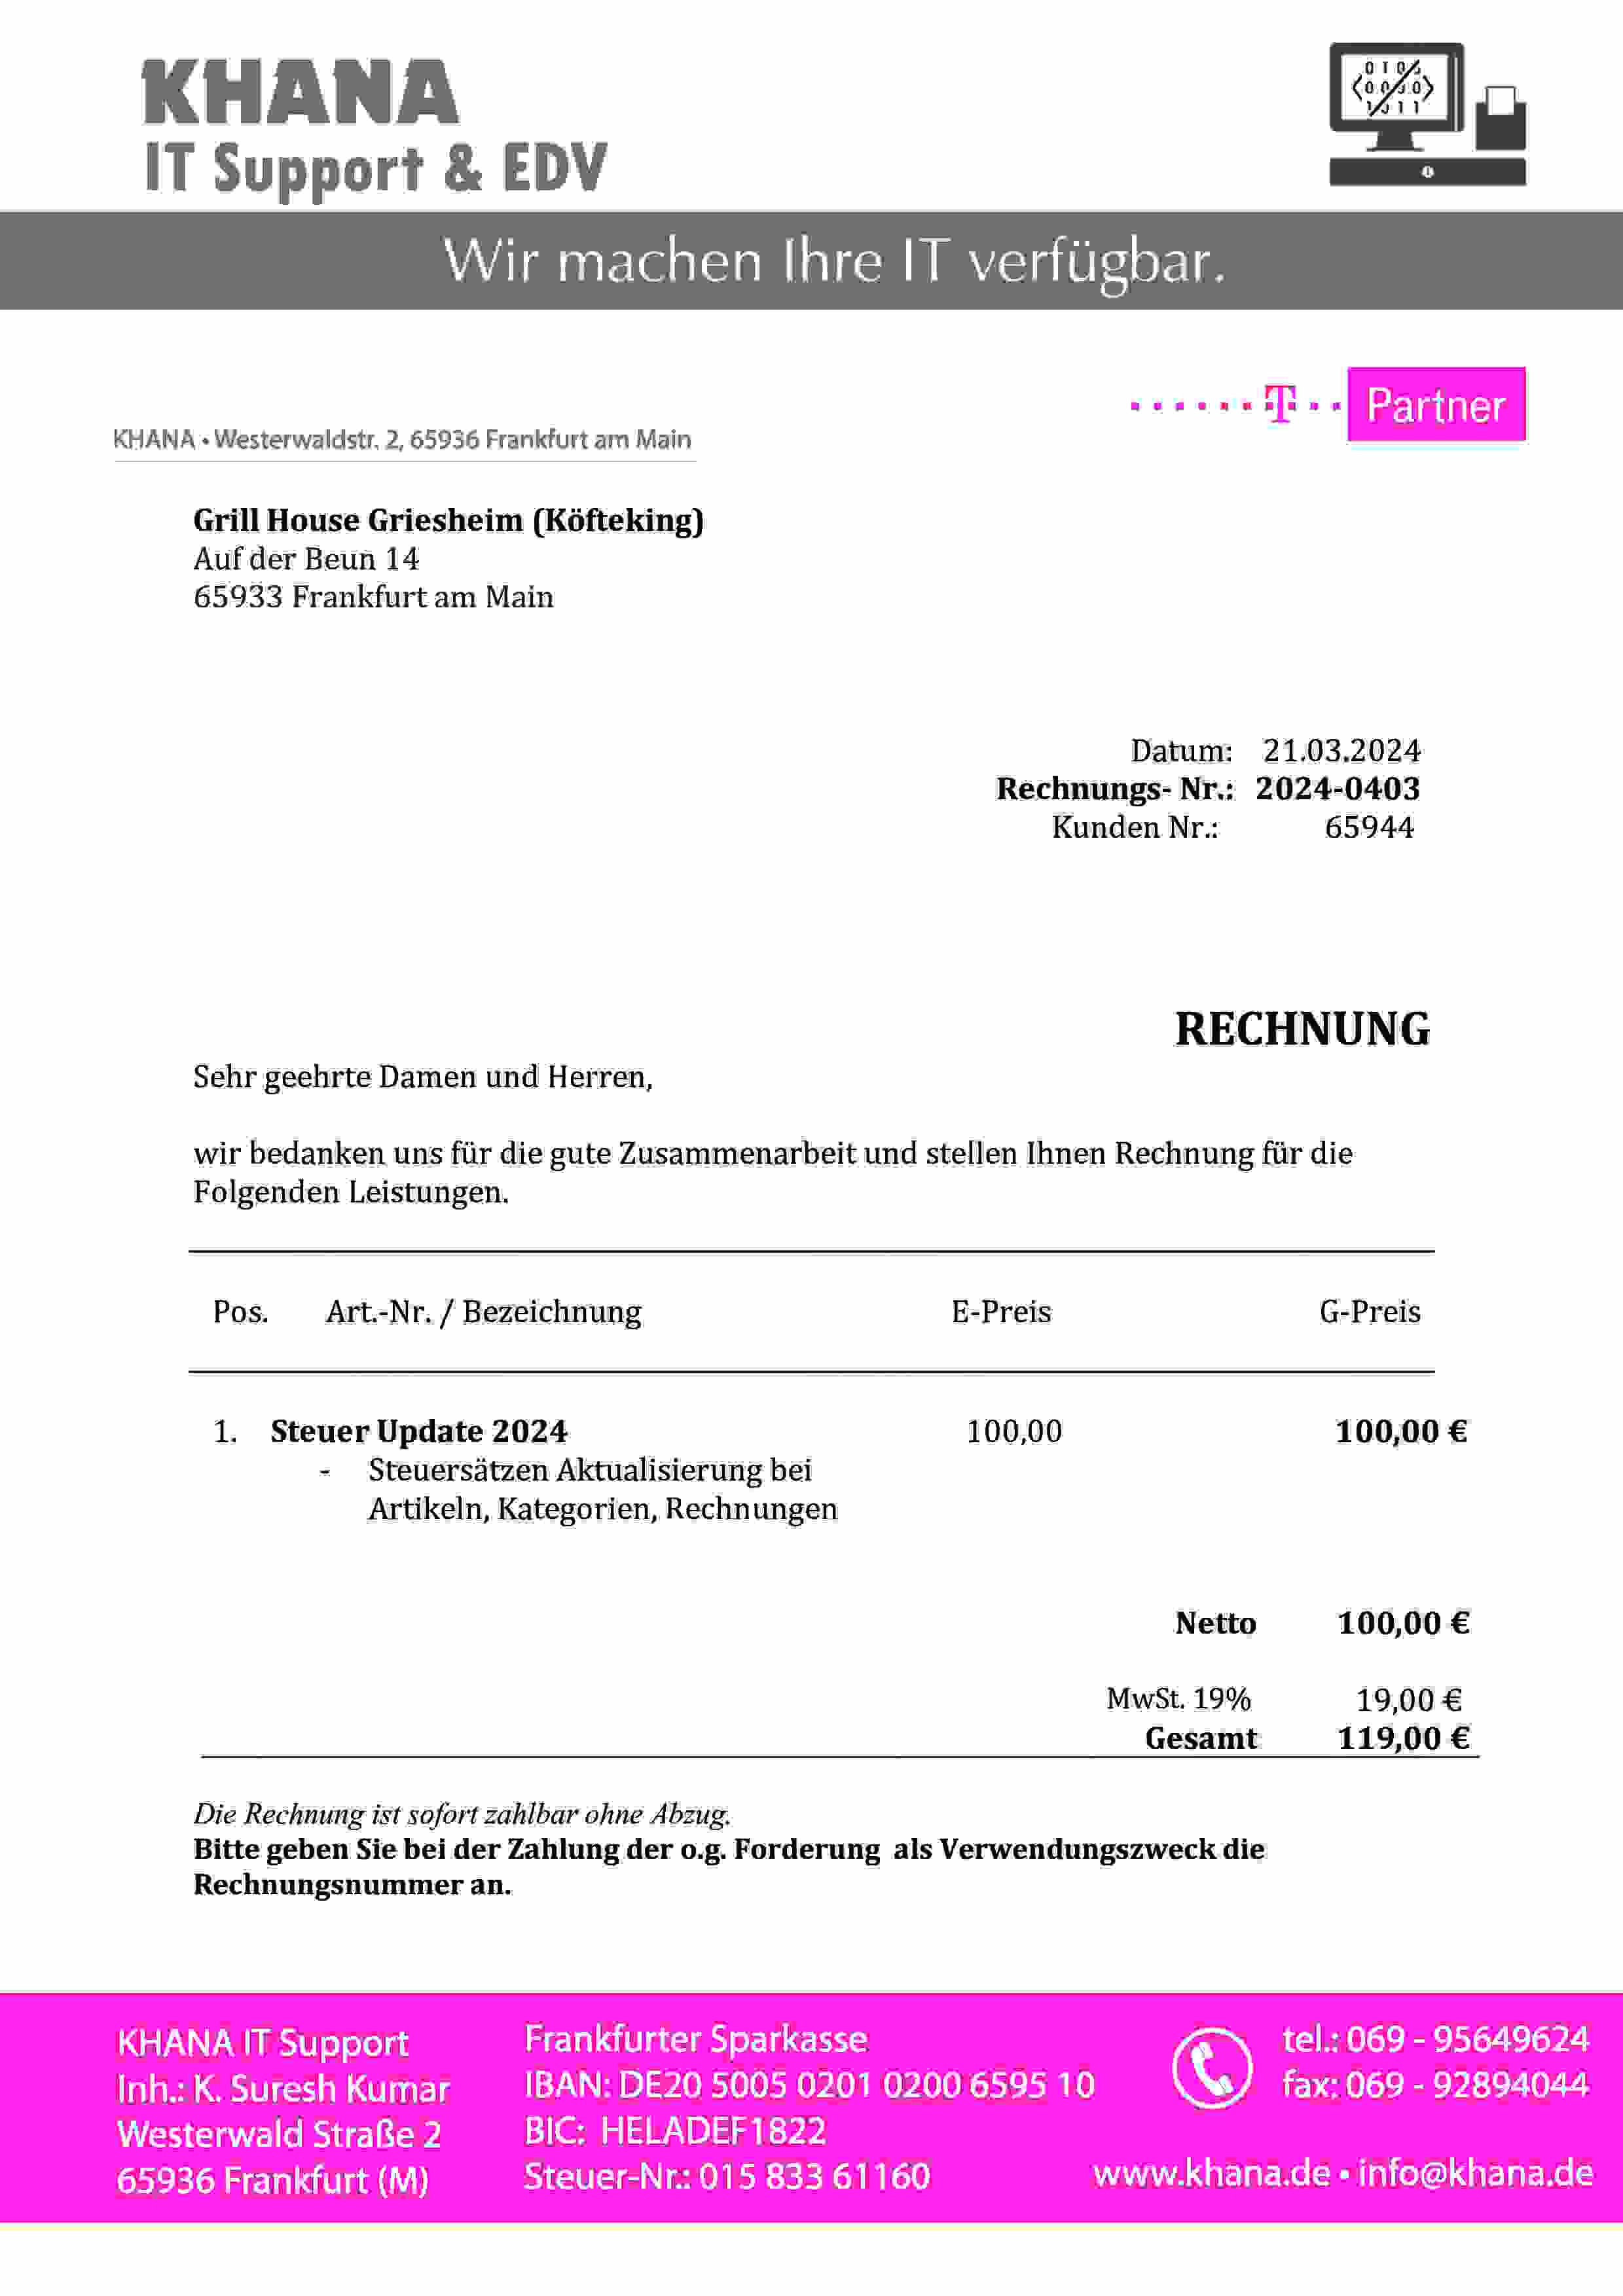 KHANA
IT Support & EDV
Wir machen Ihre IT verfügbar.
T Partner
KHANA • Westerwaldstr. 2, 65936 Frankfurt am Main
Grill House Griesheim (Köfteking)
Auf der Beun 14
65933 Frankfurt am Main
Datum: 21.03.2024
Rechnungs- Nr.: 2024-0403
Kunden Nr.: 65944
RECHNUNG
Sehr geehrte Damen und Herren,
wir bedanken uns für die gute Zusammenarbeit und stellen Ihnen Rechnung für die
Folgenden Leistungen.
Pos. Art.-Nr. / Bezeichnung E-Preis G-Preis
1. Steuer Update 2024 100,00 100,00 €
- Steuersätzen Aktualisierung bei
Artikeln, Kategorien, Rechnungen
Netto 100,00 €
MwSt. 19% 19,00 €
Gesamt 119,00 €
Die Rechnung ist sofort zahlbar ohne Abzug.
Bitte geben Sie bei der Zahlung der o.g. Forderung als Verwendungszweck die
Rechnungsnummer an.
KHANA IT Support
Inh.: K. Suresh Kumar
Westerwald Straße 2
65936 Frankfurt (M)
Frankfurter Sparkasse
IBAN: DE20 5005 0201 0200 6595 10
BIC: HELADEF1822
Steuer-Nr.: 015 833 61160
tel.: 069 - 95649624
fax: 069 - 92894044
www.khana.de • info@khana.de